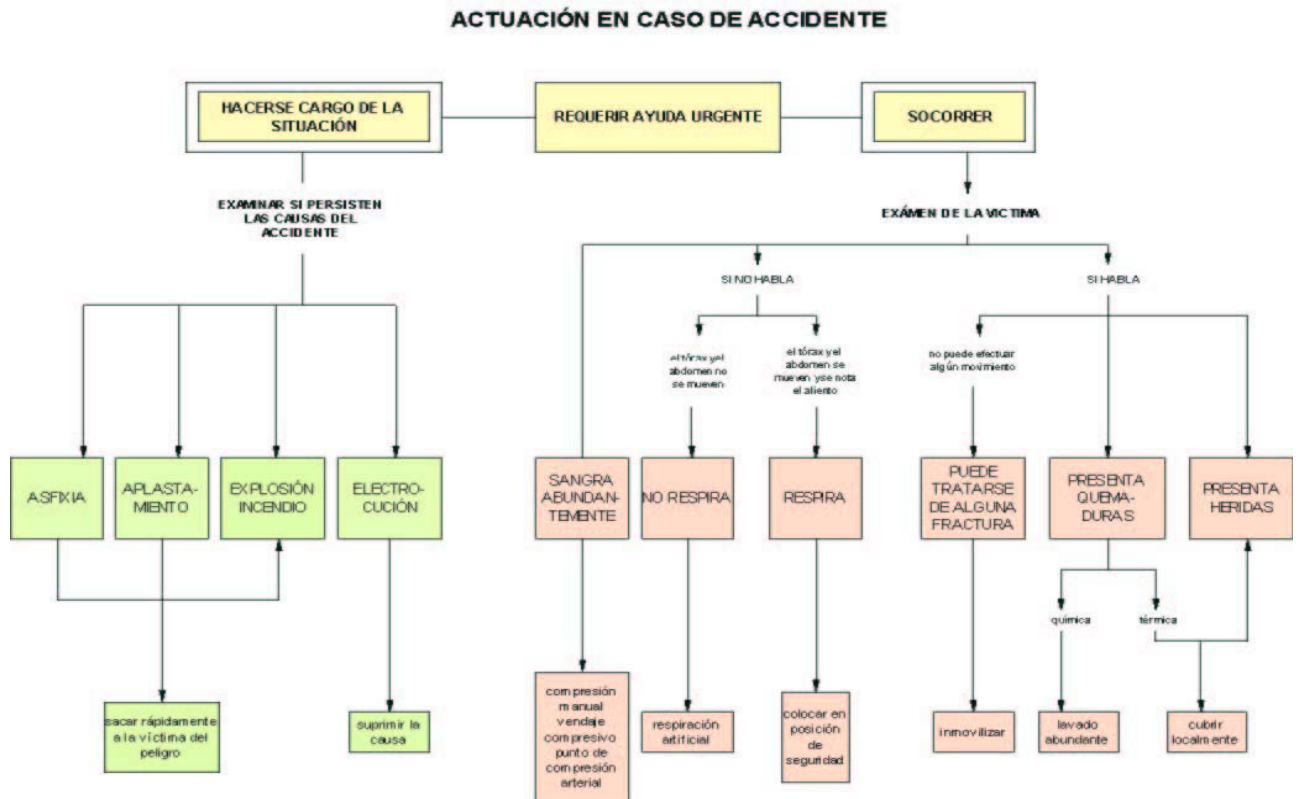 ACTUACIÓN EN CASO DE ACCIDENTE
HACERSE CARGO DE LA
SITUACIÓN
REQUERIR AYUDA URGENTE
SOCORRER
EXAMINAR SI PERSISTEN
LAS CAUSAS DEL
ACCIDENTE
EXÁMEN DE LA VICTIMA
SI NO HABLA
SI HABLA
el tórax y el
abdomen no
se mueven
el tórax y el
abdomen se
mueven y se nota
el aliento
no puede efectuar
algún movimiento
ASFIXIA
APLASTA-
MIENTO
EXPLOSIÓN
INCENDIO
ELECTRO-
CUCIÓN
SANGRA
ABUNDAN-
TEMENTE
NO RESPIRA
RESPIRA
PUEDE
TRATARSE
DE ALGUNA
FRACTURA
PRESENTA
QUEMA-
DURAS
PRESENTA
HERIDAS
química
térmica
sacar rápidamente
a la víctima del
peligro
suprimir la
causa
compresión
manual
vendaje
compresivo
punto de
compresión
arterial
respiración
artificial
colocar en
posición
de
seguridad
inmovilizar
lavado
abundante
cubrir
localmente